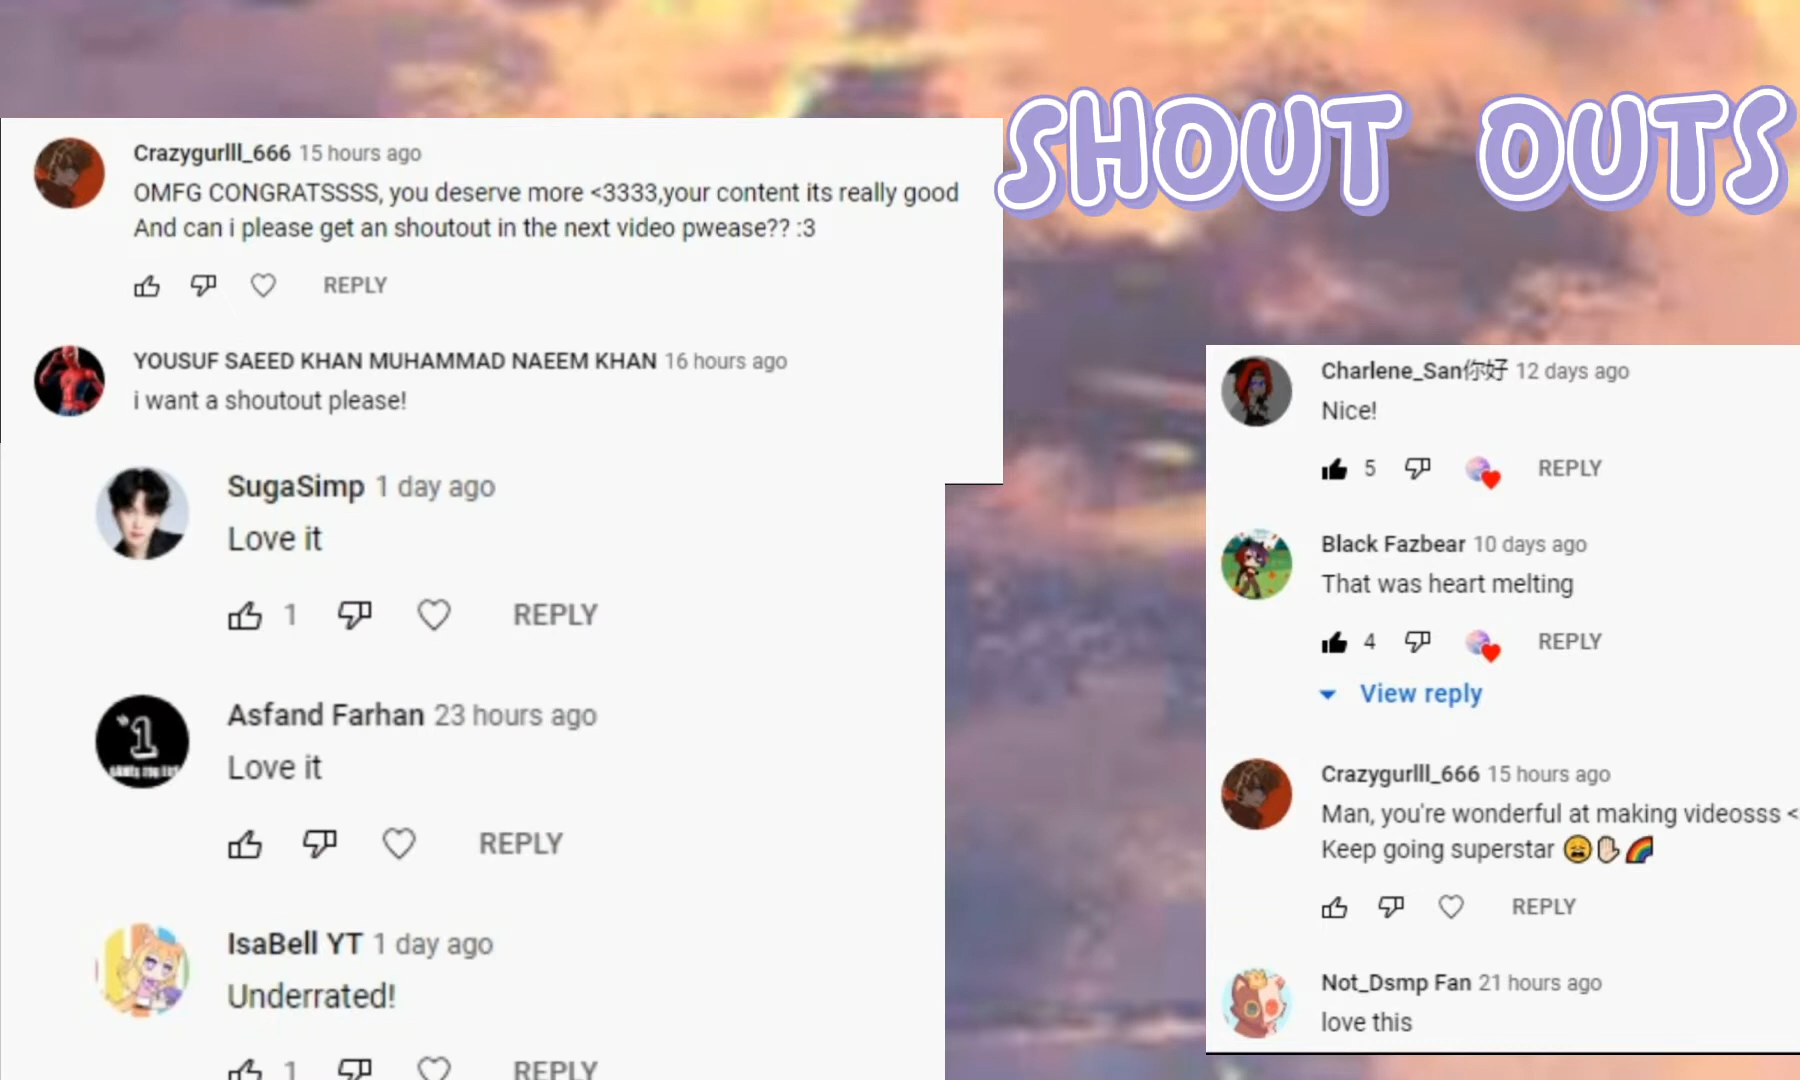 SHOUT OUTS
Crazygurlll_666 15 hours ago
OMFG CONGRATSSSS, you deserve more <3333,your content its really good
And can i please get an shoutout in the next video pwease?? :3
REPLY
YOUSUF SAEED KHAN MUHAMMAD NAEEM KHAN 16 hours ago
i want a shoutout please!
SugaSimp 1 day ago
Love it
1 REPLY
Asfand Farhan 23 hours ago
Love it
REPLY
IsaBell YT 1 day ago
Underrated!
1 REPLY
Charlene_San你好 12 days ago
Nice!
5 REPLY
Black Fazbear 10 days ago
That was heart melting
4 REPLY
View reply
Crazygurlll_666 15 hours ago
Man, you're wonderful at making videosss <
Keep going superstar 😩✋🏻🌈
REPLY
Not_Dsmp Fan 21 hours ago
love this